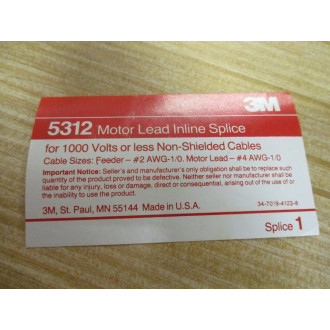 3M
5312 Motor Lead Inline Splice
for 1000 Volts or less Non-Shielded Cables
Cable Sizes: Feeder – #2 AWG-1/0. Motor Lead – #4 AWG-1/0
Important Notice: Seller's and manufacturer's only obligation shall be to replace such
quantity of the product proved to be defective. Neither seller nor manufacturer shall be
liable for any injury, loss or damage, direct or consequential, arising out of the use of or
the inability to use the product.
3M, St. Paul, MN 55144 Made in U.S.A.
34-7019-4123-8
Splice 1